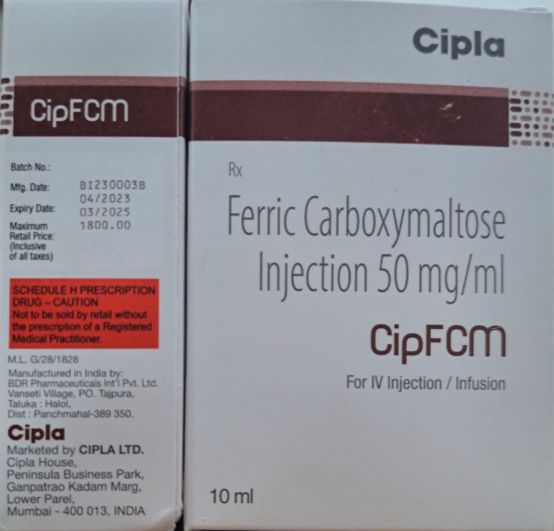 CipFCM
Batch No.:
Mfg. Date: BI230003B
04/2023
Expiry Date: 03/2025
Maximum 1800.00
Retail Price:
(Inclusive
of all taxes)
SCHEDULE H PRESCRIPTION
DRUG – CAUTION
Not to be sold by retail without
the prescription of a Registered
Medical Practitioner.
M.L. G/28/1828
Manufactured in India by:
BDR Pharmaceuticals Int'l Pvt. Ltd.
Vanseti Village, PO. Tajpura,
Taluka : Halol,
Dist : Panchmahal-389 350.
Cipla
Marketed by CIPLA LTD.
Cipla House,
Peninsula Business Park,
Ganpatrao Kadam Marg,
Lower Parel,
Mumbai - 400 013, INDIA
Cipla
Rx
Ferric Carboxymaltose
Injection 50 mg/ml
CipFCM
For IV Injection / Infusion
10 ml